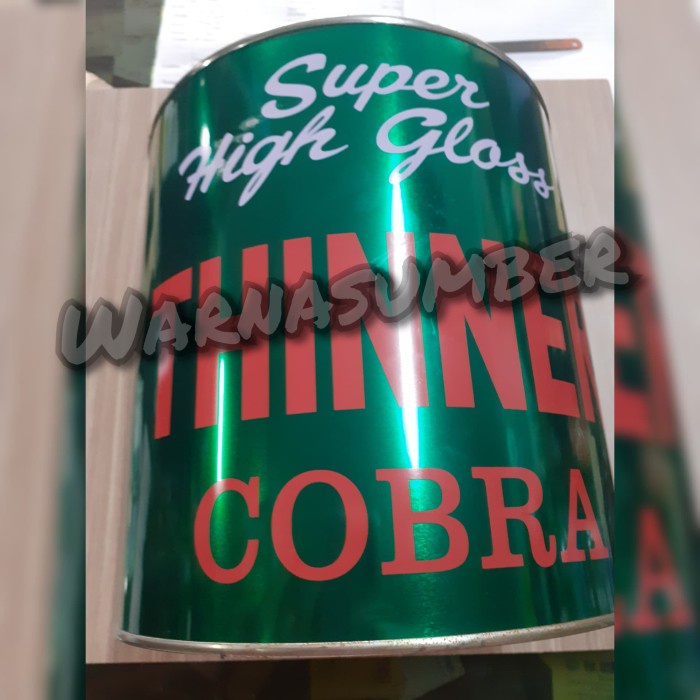 Super
High Gloss
THINNER
WARNASUMBER
COBRA